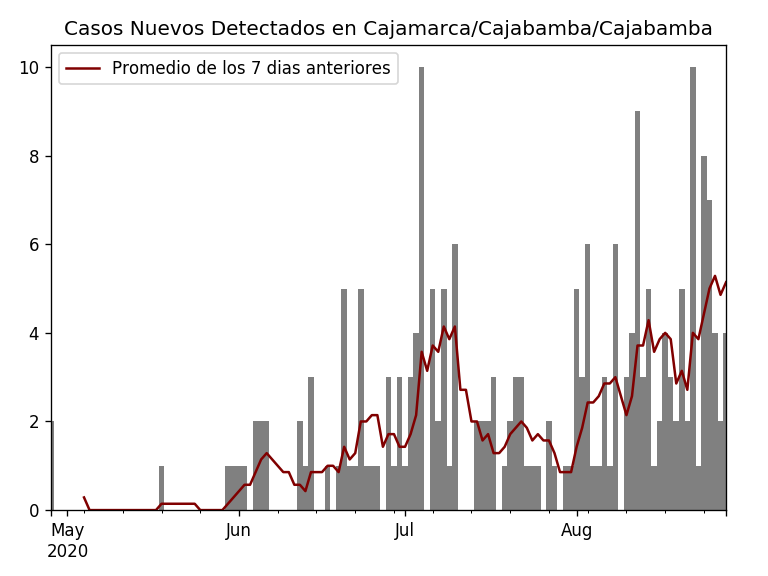 Casos Nuevos Detectados en Cajamarca/Cajabamba/Cajabamba
Promedio de los 7 dias anteriores
10
8
6
4
2
0
May Jun Jul Aug
2020